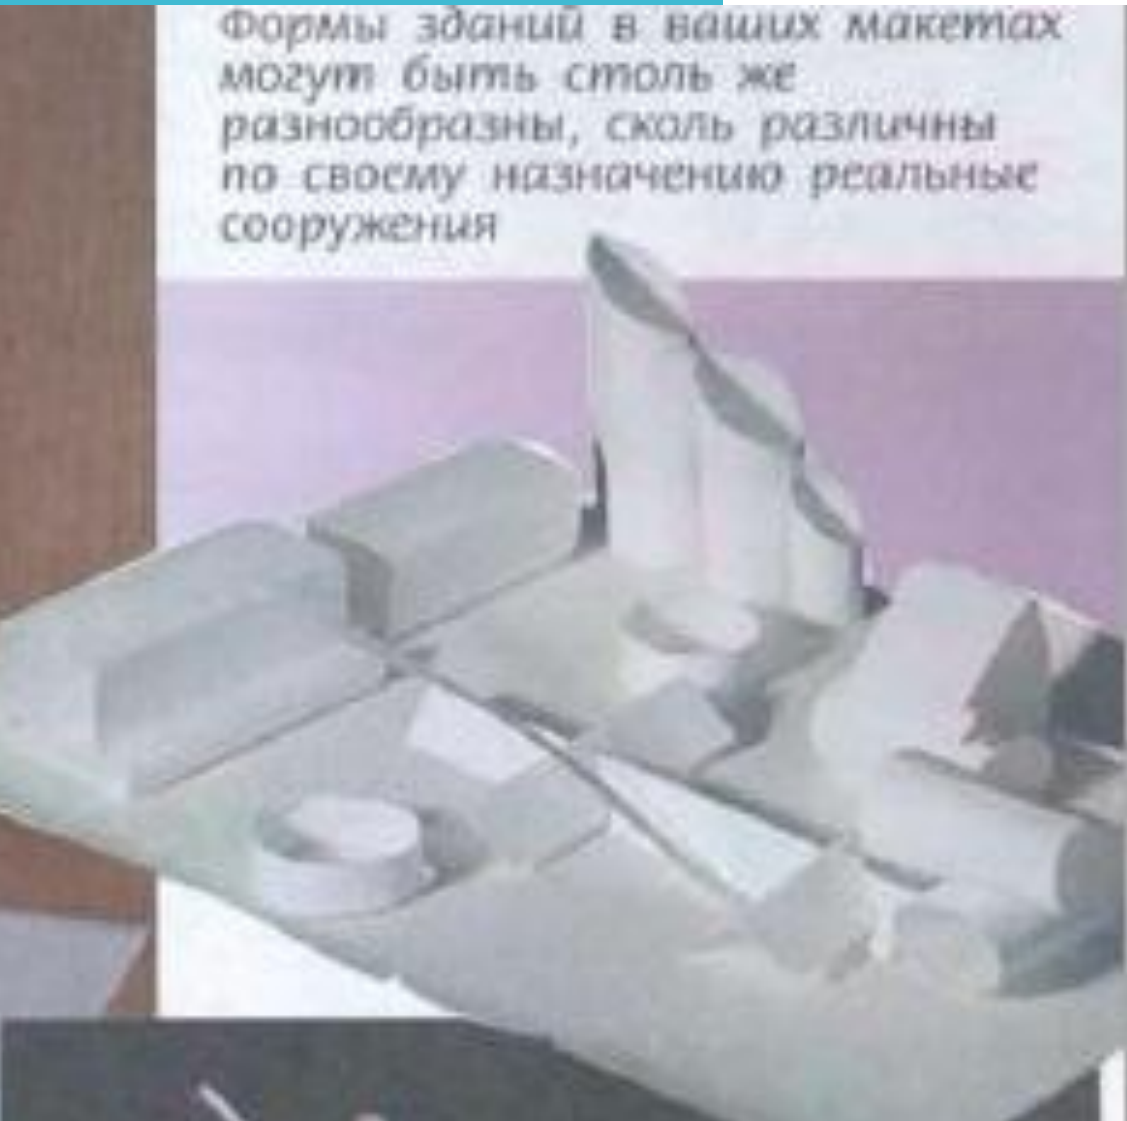 Формы зданий в ваших макетах
могут быть столь же
разнообразны, сколь различны
по своему назначению реальные
сооружения